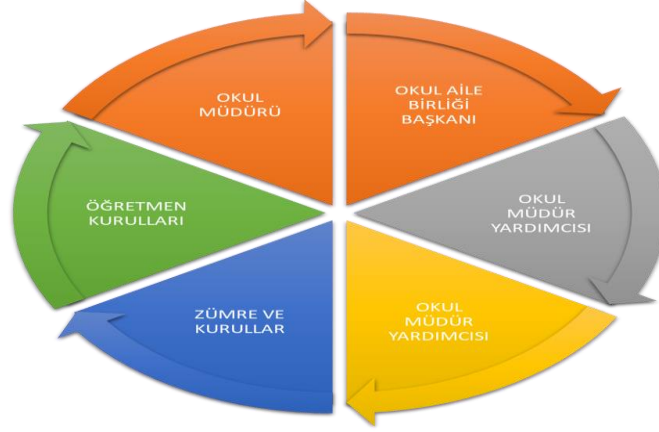 OKUL
MÜDÜRÜ
OKUL AİLE
BİRLİĞİ
BAŞKANI
OKUL
MÜDÜR
YARDIMCISI
OKUL
MÜDÜR
YARDIMCISI
ZÜMRE VE
KURULLAR
ÖĞRETMEN
KURULLARI